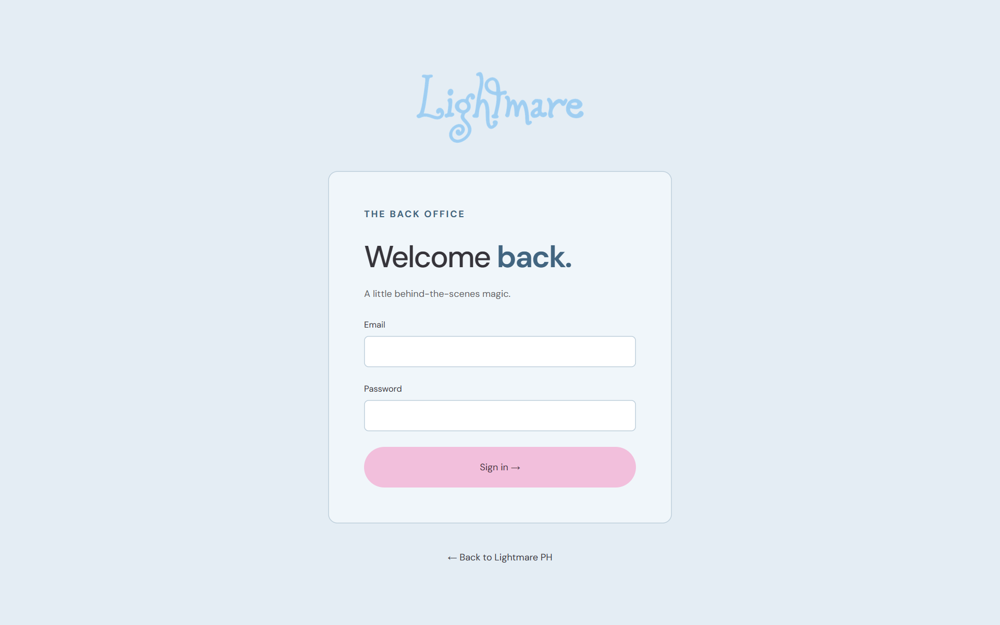 Lightmare
THE BACK OFFICE
Welcome back.
A little behind-the-scenes magic.
Email
Password
Sign in →
← Back to Lightmare PH